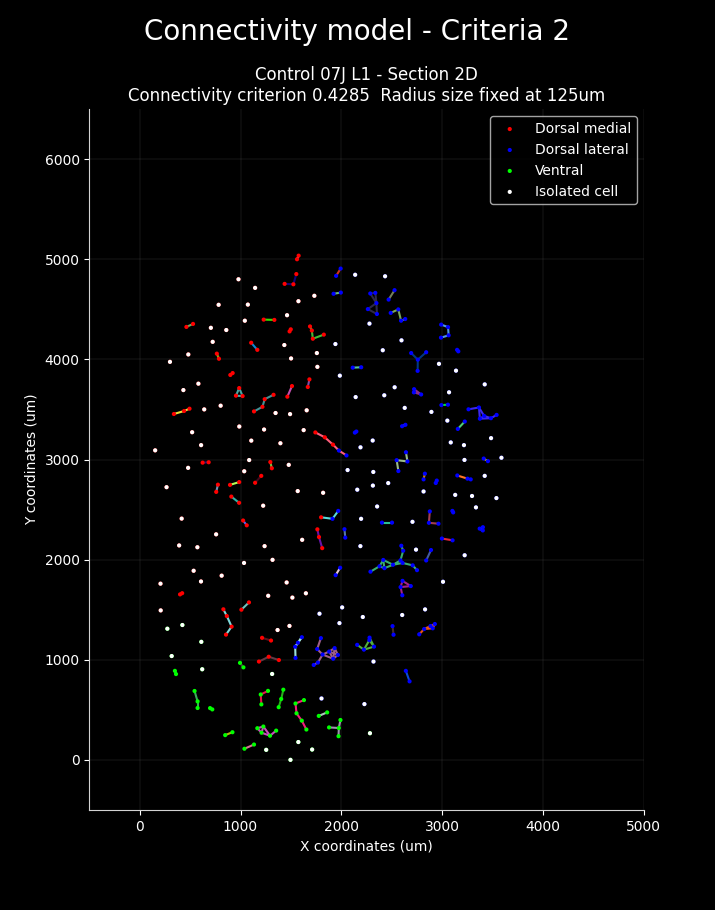 Connectivity model - Criteria 2
Control 07J L1 - Section 2D
Connectivity criterion 0.4285  Radius size fixed at 125um
Dorsal medial
Dorsal lateral
Ventral
Isolated cell
6000
5000
4000
3000
2000
1000
0
Y coordinates (um)
0
1000
2000
3000
4000
5000
X coordinates (um)